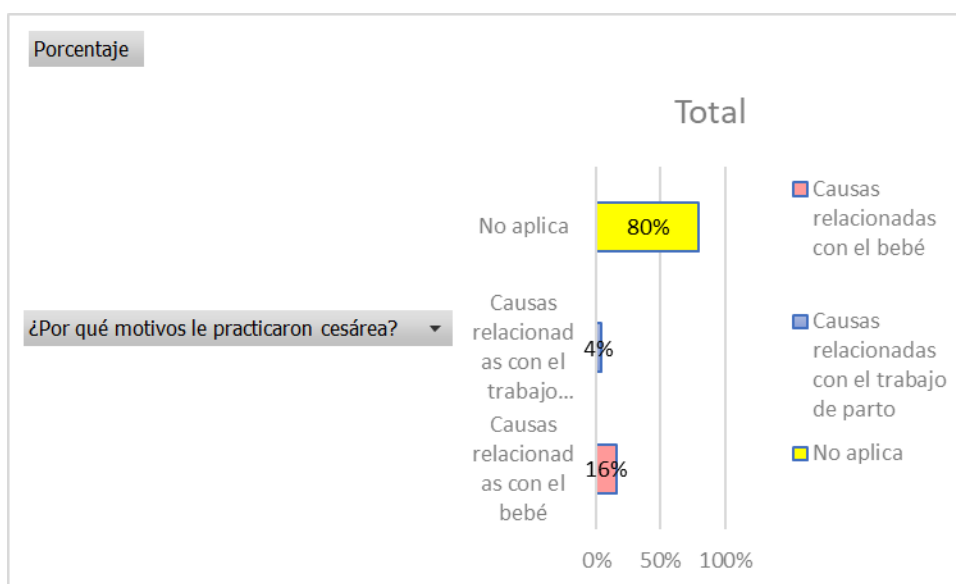 Porcentaje
Total
No aplica
80%
Causas
relacionad
as con el
trabajo...
4%
Causas
relacionad
as con el
bebé
16%
0%
50%
100%
¿Por qué motivos le practicaron cesárea?
Causas
relacionadas
con el bebé
Causas
relacionadas
con el trabajo
de parto
No aplica